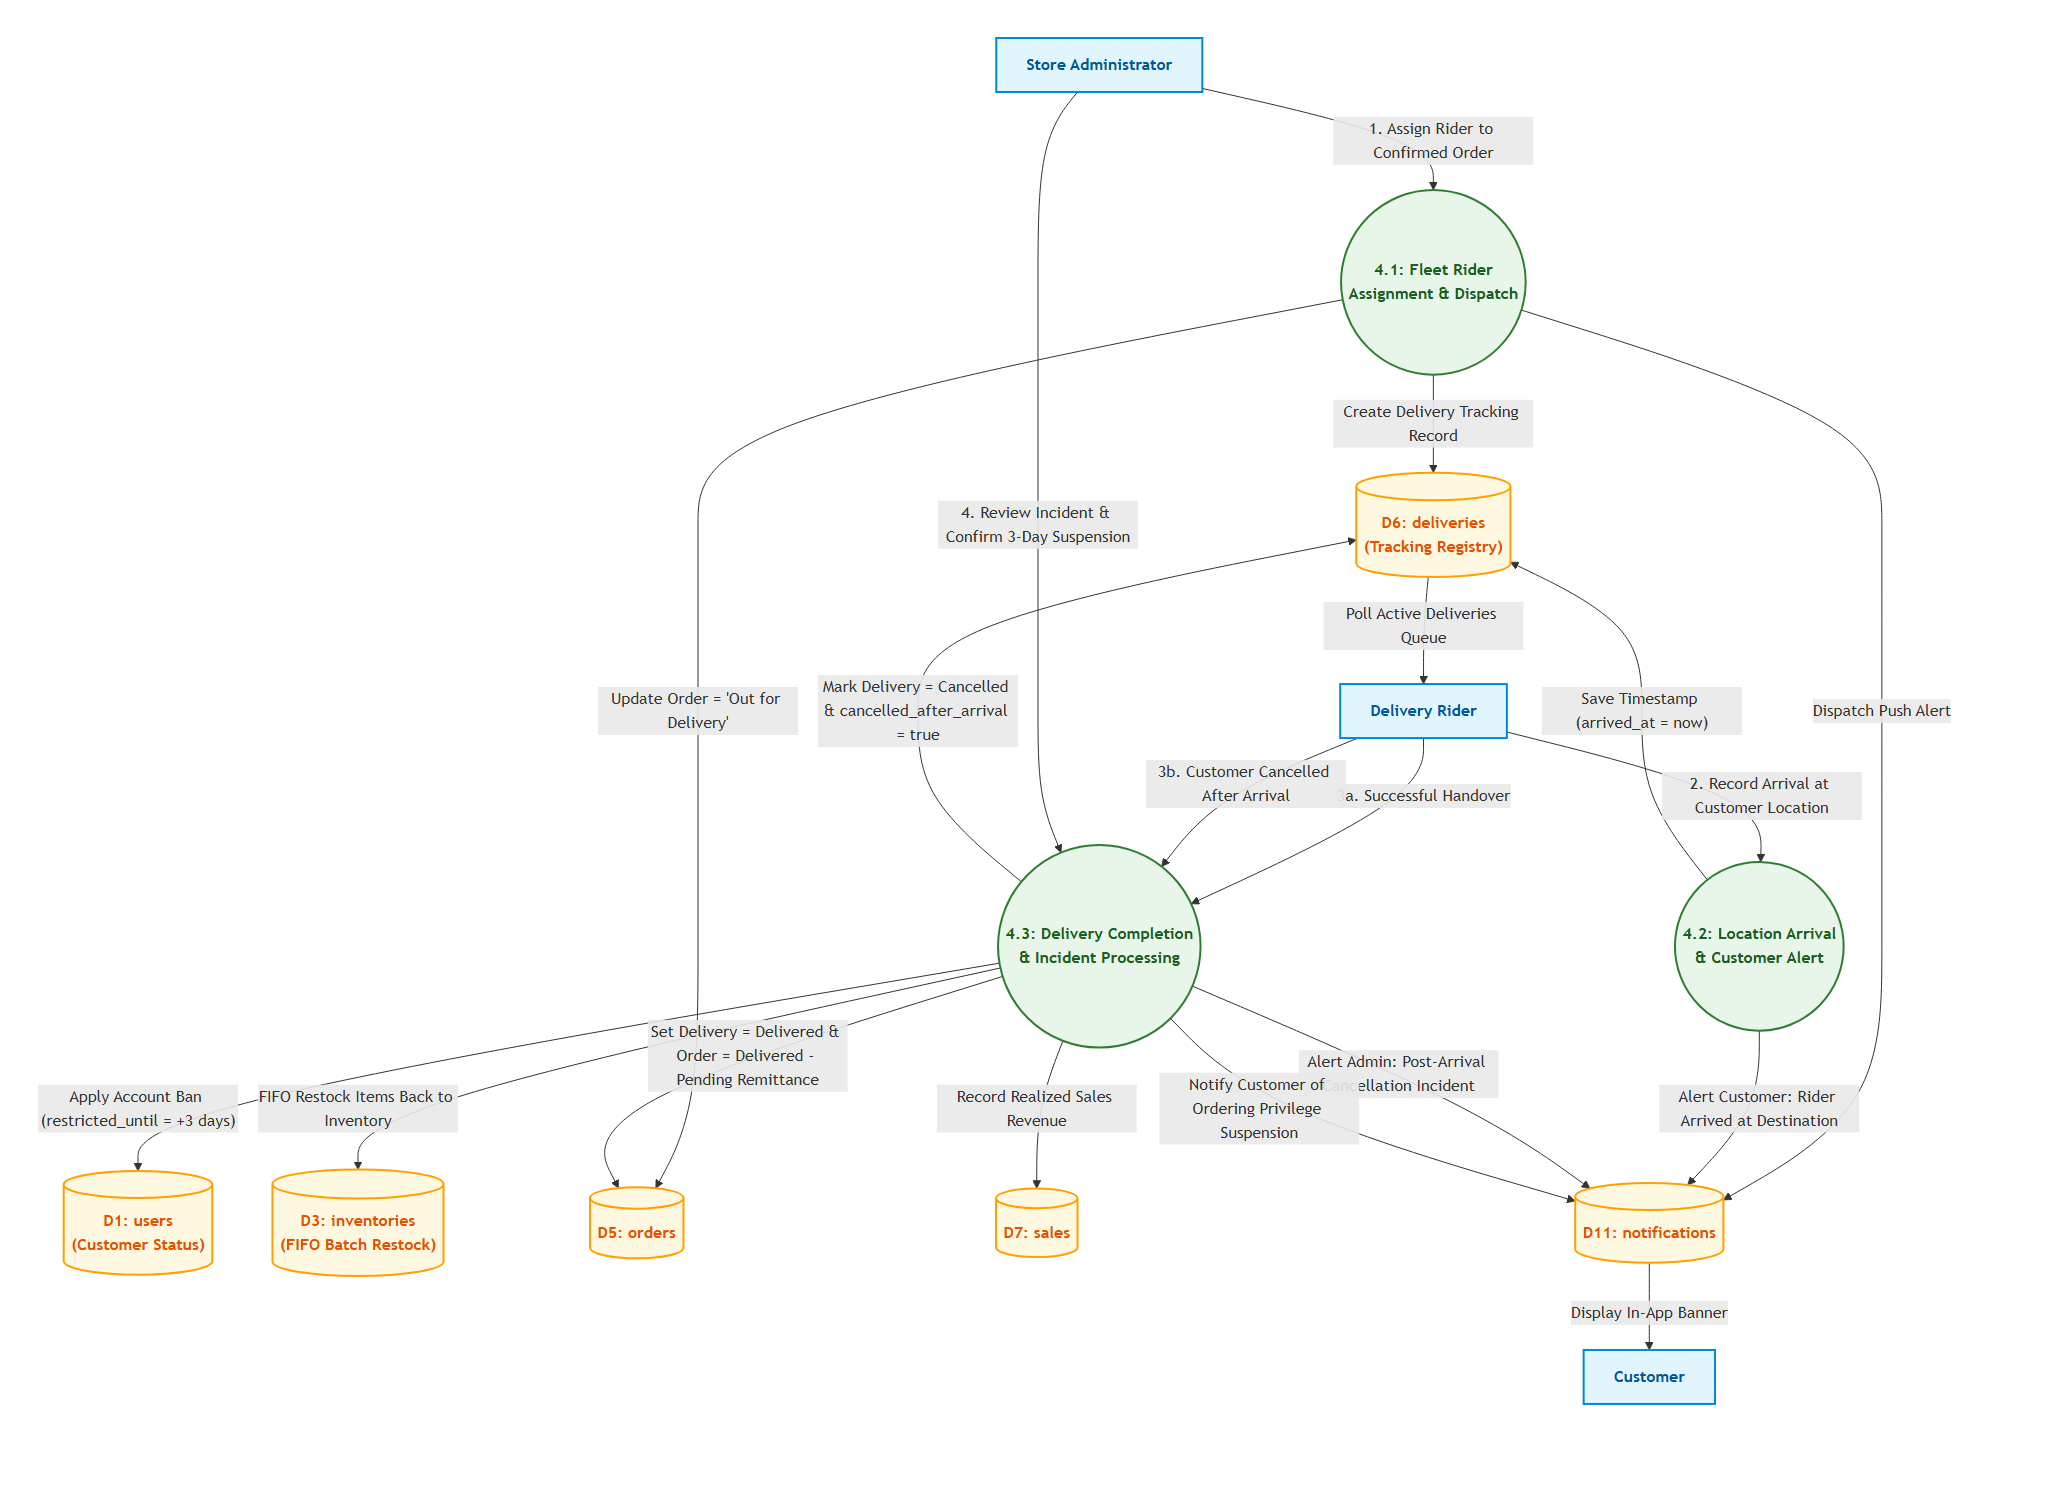 Store Administrator
1. Assign Rider to
Confirmed Order
4.1: Fleet Rider
Assignment & Dispatch
Create Delivery Tracking
Record
4. Review Incident &
Confirm 3-Day Suspension
D6: deliveries
(Tracking Registry)
Poll Active Deliveries
Queue
Update Order = 'Out for
Delivery'
Mark Delivery = Cancelled
& cancelled_after_arrival
= true
Delivery Rider
Save Timestamp
(arrived_at = now)
Dispatch Push Alert
3b. Customer Cancelled
After Arrival
3a. Successful Handover
2. Record Arrival at
Customer Location
4.3: Delivery Completion
& Incident Processing
4.2: Location Arrival
& Customer Alert
Set Delivery = Delivered &
Order = Delivered -
Pending Remittance
Apply Account Ban
(restricted_until = +3 days)
FIFO Restock Items Back to
Inventory
Record Realized Sales
Revenue
Notify Customer of
Ordering Privilege
Suspension
Alert Admin: Post-Arrival
Cancellation Incident
Alert Customer: Rider
Arrived at Destination
D1: users
(Customer Status)
D3: inventories
(FIFO Batch Restock)
D5: orders
D7: sales
D11: notifications
Display In-App Banner
Customer